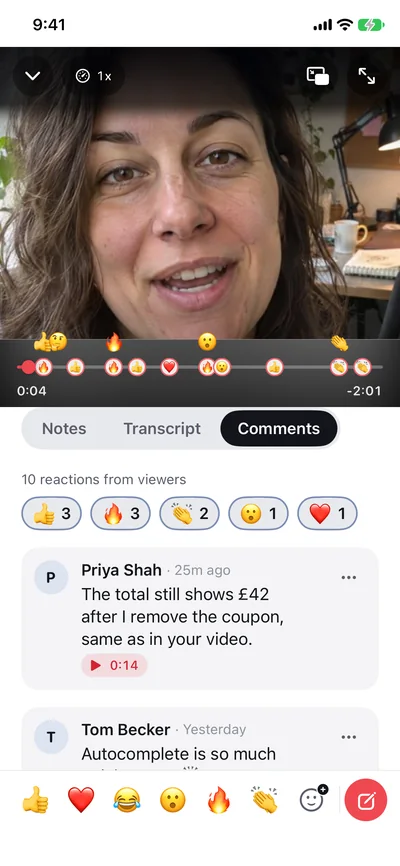 9:41
1x
0:04
-2:01
Notes
Transcript
Comments
10 reactions from viewers
3
3
2
1
1
P
Priya Shah · 25m ago
The total still shows £42
after I remove the coupon,
same as in your video.
0:14
T
Tom Becker · Yesterday
Autocomplete is so much